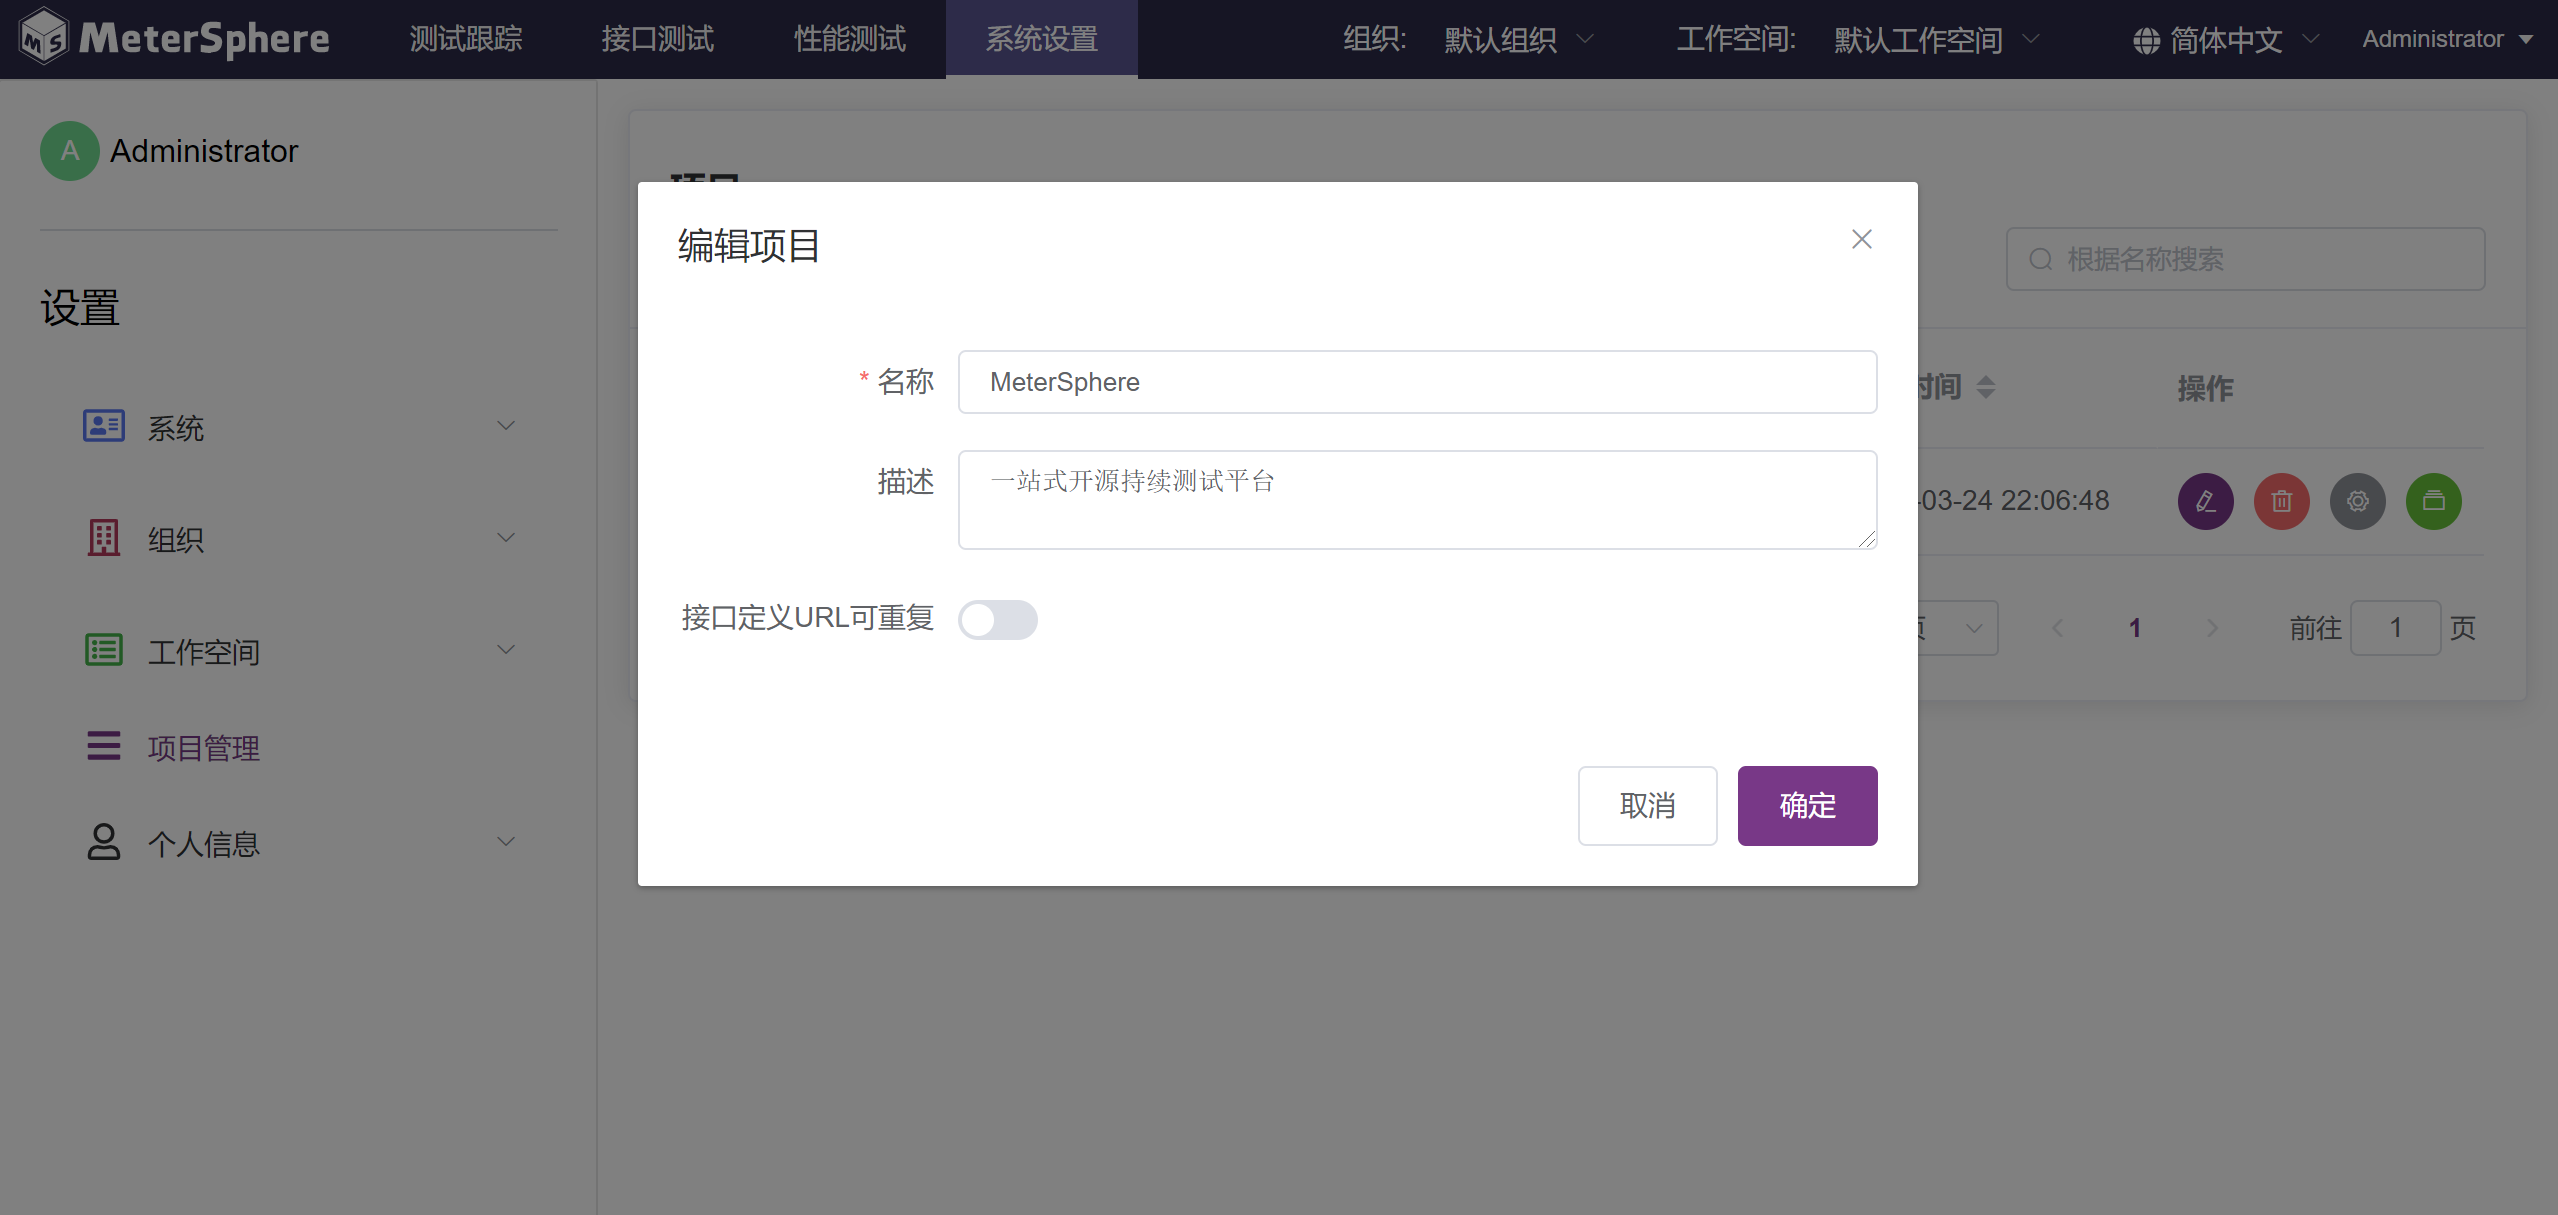 MeterSphere
测试跟踪
接口测试
性能测试
系统设置
组织:
默认组织
工作空间:
默认工作空间
简体中文
Administrator
A
Administrator
设置
系统
组织
工作空间
项目管理
个人信息
项目
根据名称搜索
编辑项目
* 名称
MeterSphere
描述
一站式开源持续测试平台
接口定义URL可重复
取消
确定
时间
操作
-03-24 22:06:48
页
1
前往
1
页